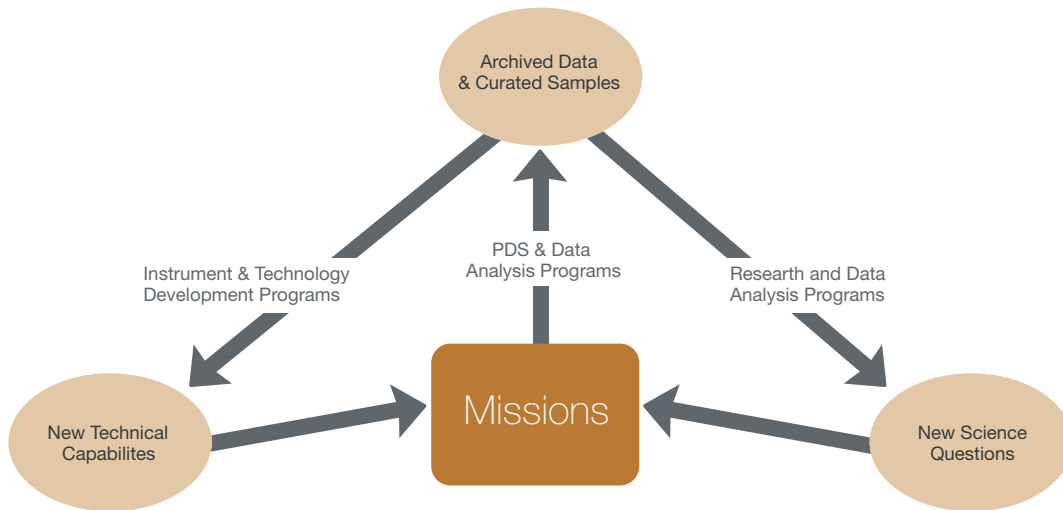 Archived Data
& Curated Samples
PDS & Data
Analysis Programs
Instrument & Technology
Development Programs
Researth and Data
Analysis Programs
Missions
New Technical
Capabilites
New Science
Questions